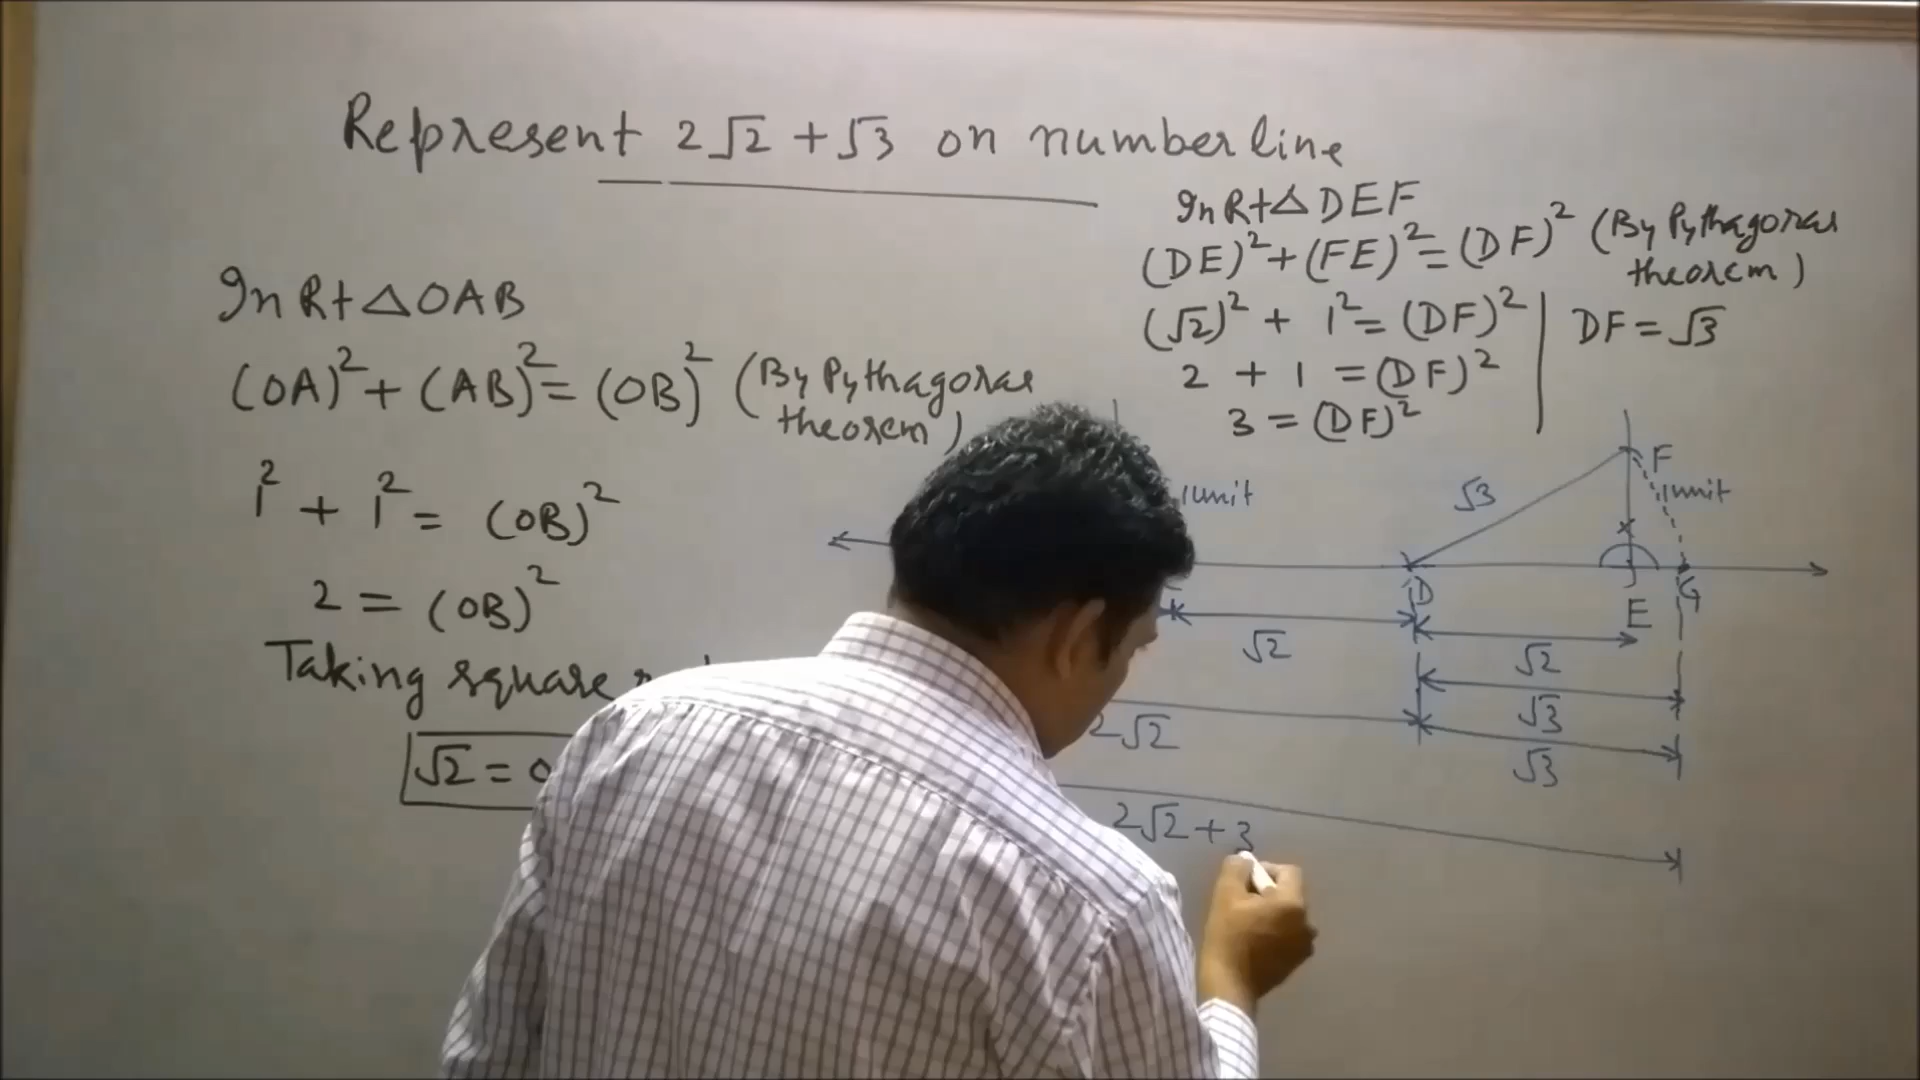 Represent 2√2 + √3 on number line
In Rt △ OAB
(OA)² + (AB)² = (OB)² (By Pythagoras
theorem)
1² + 1² = (OB)²
2 = (OB)²
Taking square
√2 = O
In Rt △ DEF
(DE)² + (FE)² = (DF)² (By Pythagoras
theorem)
(√2)² + 1² = (DF)² | DF = √3
2 + 1 = (DF)²
3 = (DF)²
F
1unit
√3
1unit
D
E
G
√2
√2
√3
2√2
√3
2√2 + 3